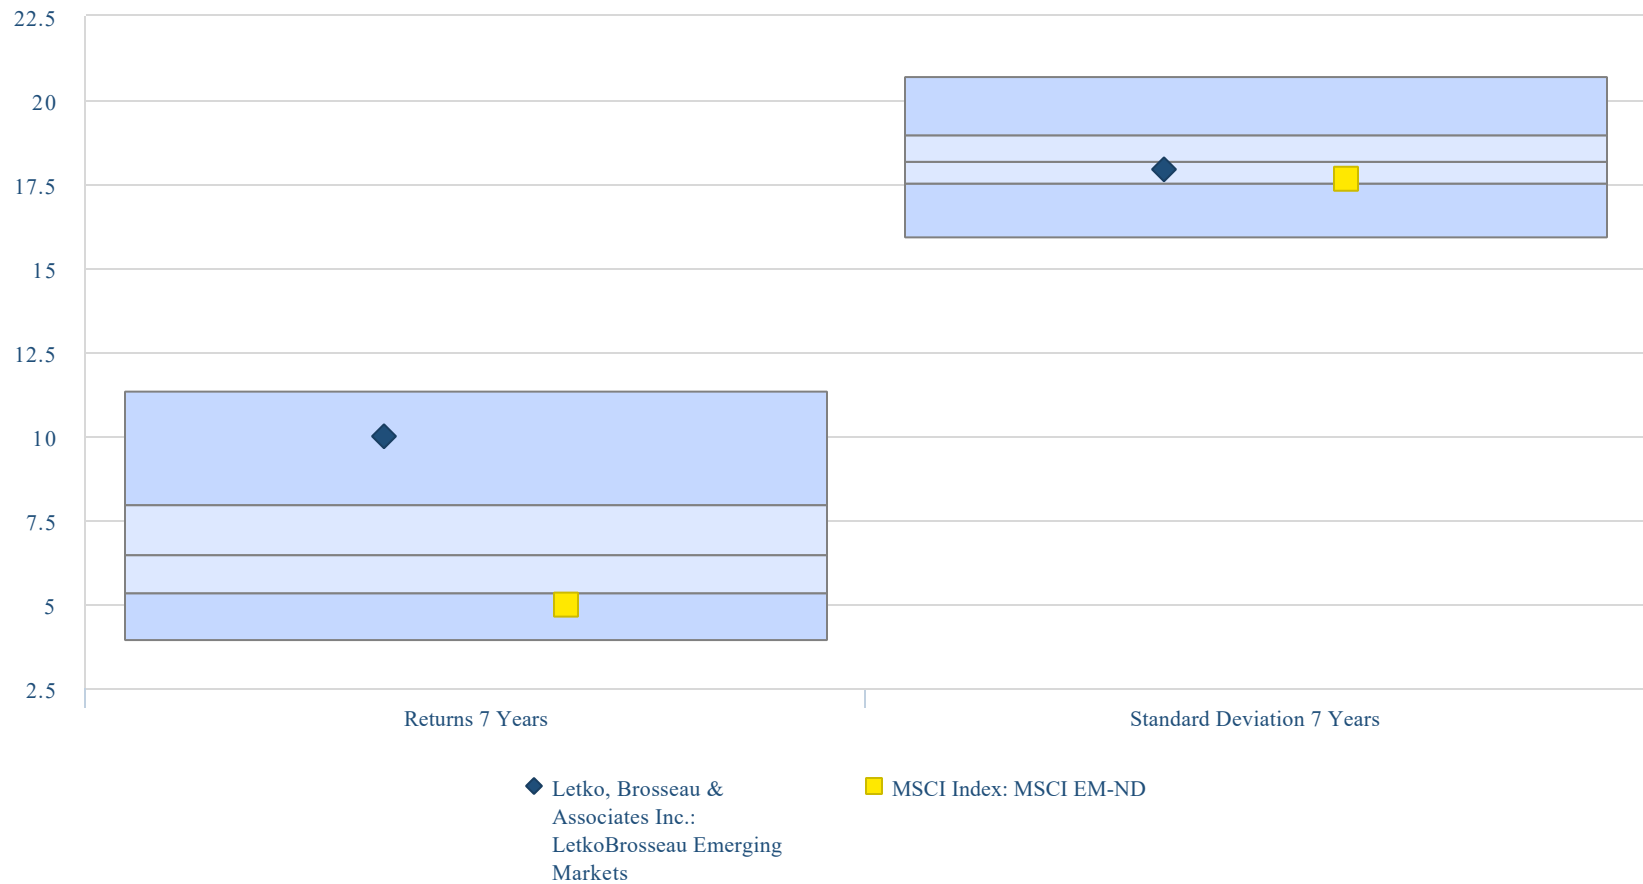 22.5
20
17.5
15
12.5
10
7.5
5
2.5
Returns 7 Years
Standard Deviation 7 Years
Letko, Brosseau &
Associates Inc.:
LetkoBrosseau Emerging
Markets
MSCI Index: MSCI EM-ND